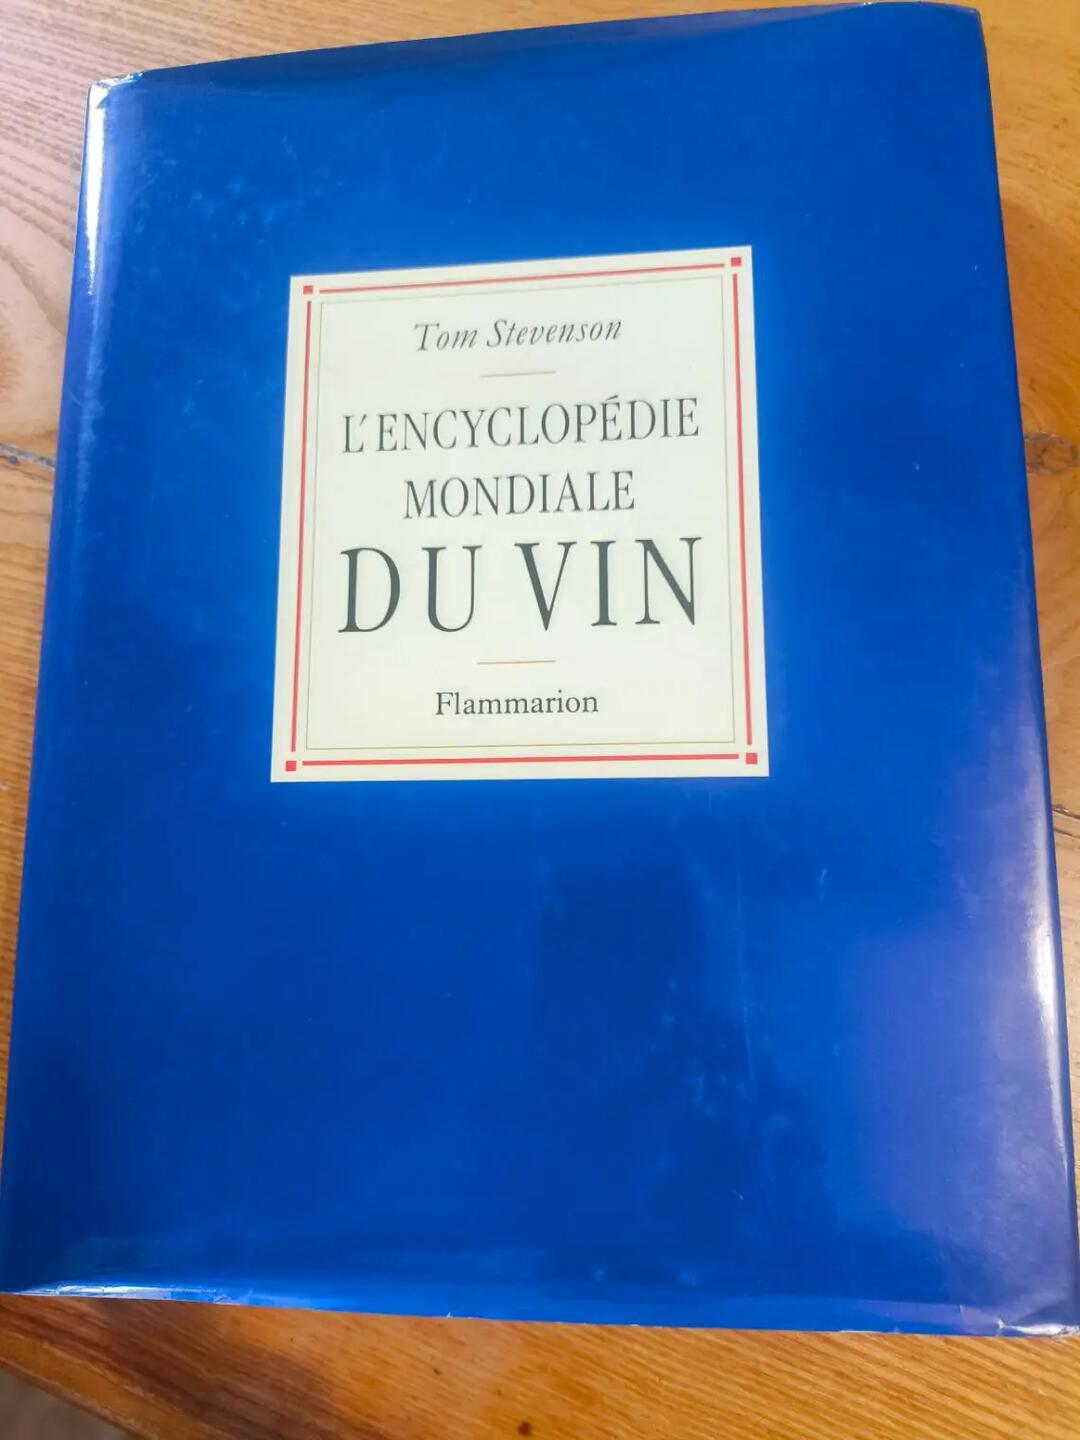 Tom Stevenson
L'ENCYCLOPÉDIE
MONDIALE
DU VIN
Flammarion